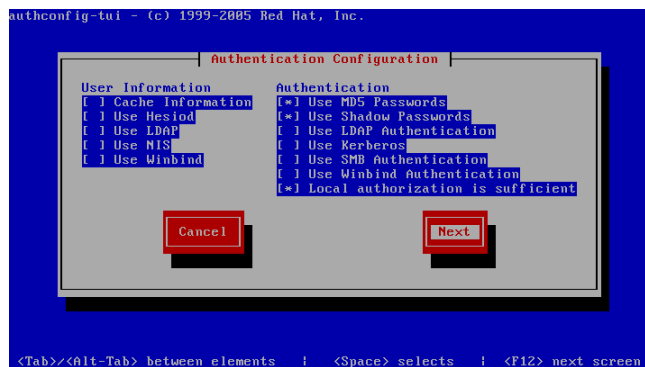 authconfig-tui - (c) 1999-2005 Red Hat, Inc.
Authentication Configuration
User Information
[ ] Cache Information
[ ] Use Hesiod
[ ] Use LDAP
[ ] Use NIS
[ ] Use Winbind
Authentication
[*] Use MD5 Passwords
[*] Use Shadow Passwords
[ ] Use LDAP Authentication
[ ] Use Kerberos
[ ] Use SMB Authentication
[ ] Use Winbind Authentication
[*] Local authorization is sufficient
Cancel
Next
<Tab>/<Alt-Tab> between elements | <Space> selects | <F12> next screen